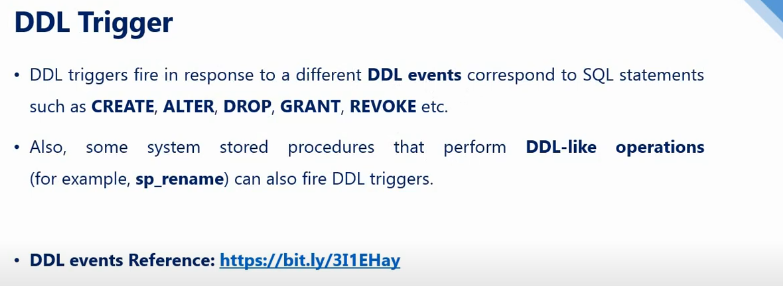 DDL Trigger
• DDL triggers fire in response to a different DDL events correspond to SQL statements
such as CREATE, ALTER, DROP, GRANT, REVOKE etc.
• Also, some system stored procedures that perform DDL-like operations
(for example, sp_rename) can also fire DDL triggers.
• DDL events Reference: https://bit.ly/3I1EHay